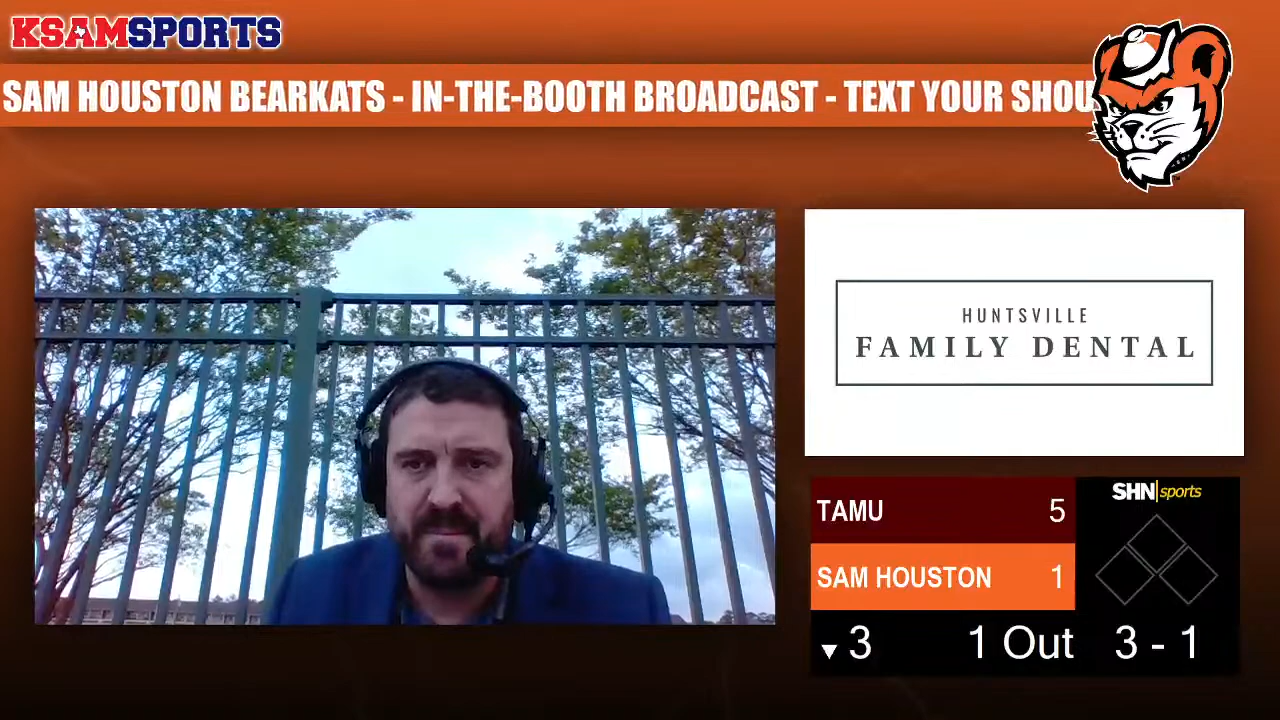 KSAMSPORTS
SAM HOUSTON BEARKATS - IN-THE-BOOTH BROADCAST - TEXT YOUR SHOU
HUNTSVILLE
FAMILY DENTAL
SHN|sports
TAMU 5
SAM HOUSTON 1
▼ 3 1 Out 3 - 1